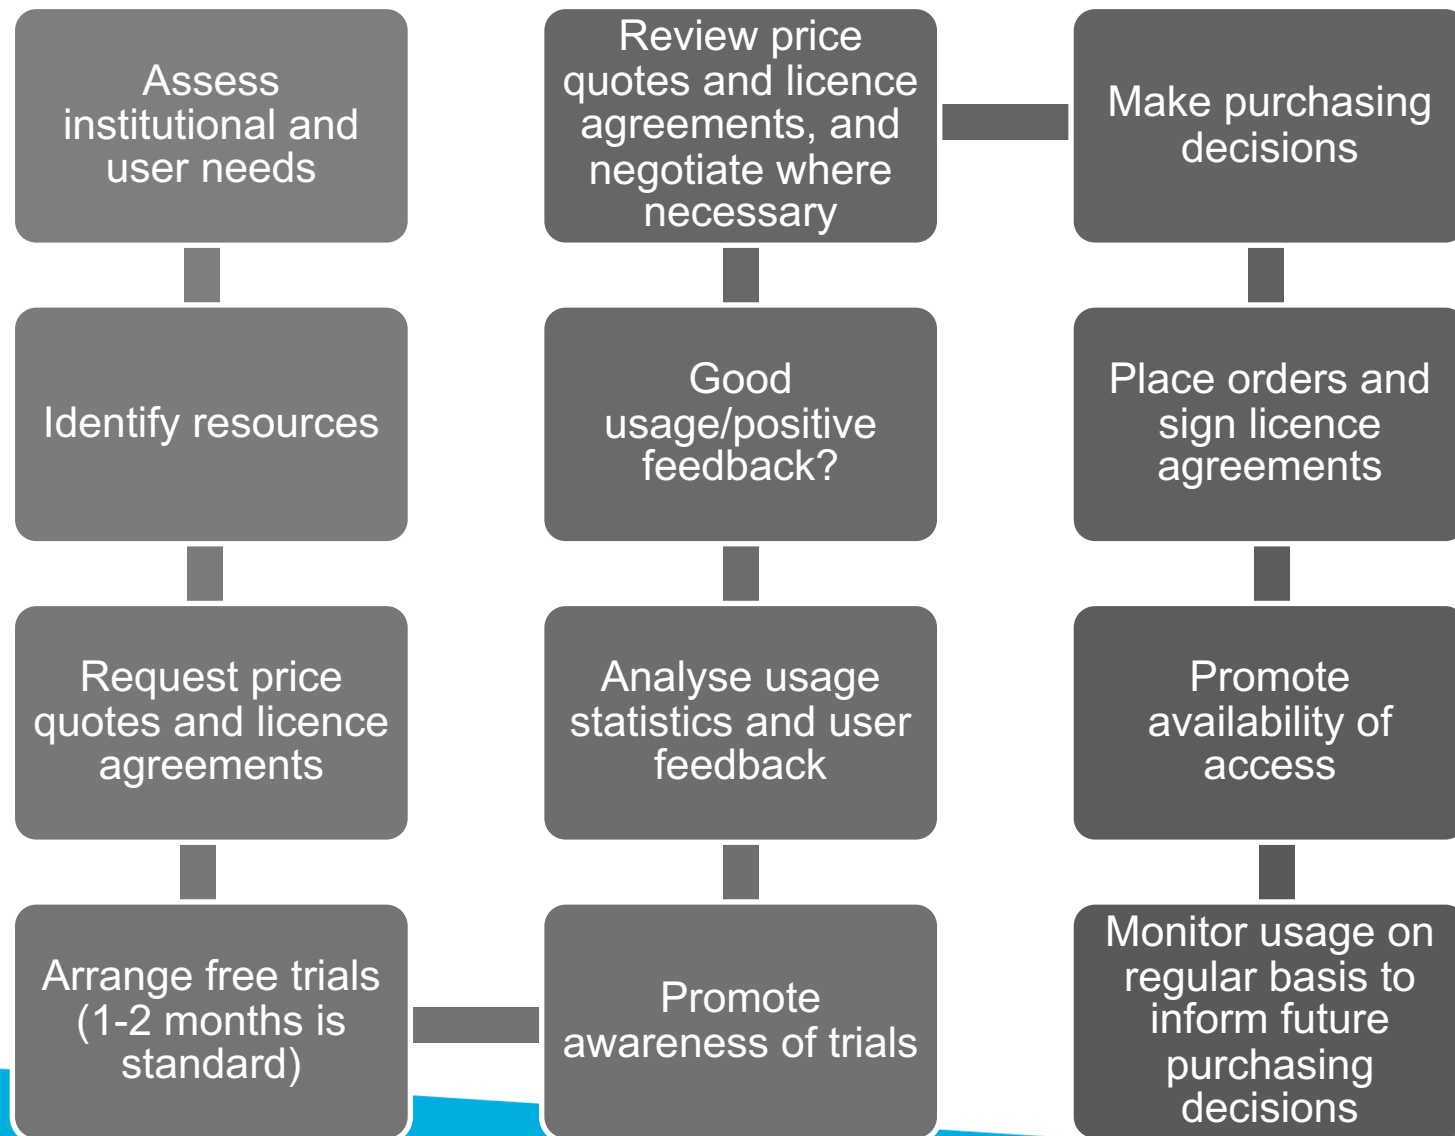 Assess
institutional and
user needs
Identify resources
Request price
quotes and licence
agreements
Arrange free trials
(1-2 months is
standard)
Promote
awareness of trials
Analyse usage
statistics and user
feedback
Good
usage/positive
feedback?
Review price
quotes and licence
agreements, and
negotiate where
necessary
Make purchasing
decisions
Place orders and
sign licence
agreements
Promote
availability of
access
Monitor usage on
regular basis to
inform future
purchasing
decisions